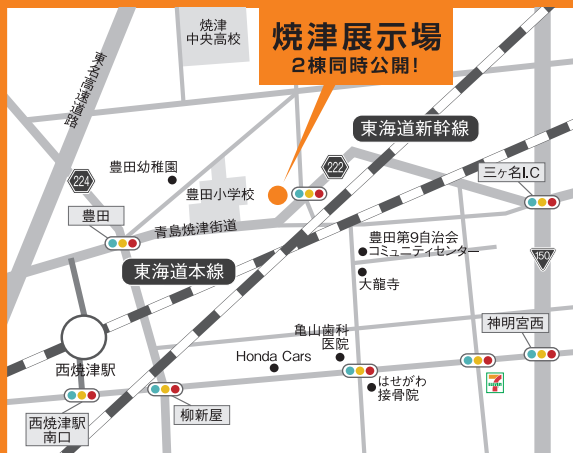 焼津
中央高校
焼津展示場
2棟同時公開!
東名高速道路
東海道新幹線
豊田幼稚園
224
222
豊田小学校
三ヶ名I.C
豊田
青島焼津街道
豊田第9自治会
コミュニティセンター
150
東海道本線
大龍寺
神明宮西
亀山歯科
医院
Honda Cars
西焼津駅
はせがわ
接骨院
7
ELEVEN
西焼津駅
南口
柳新屋